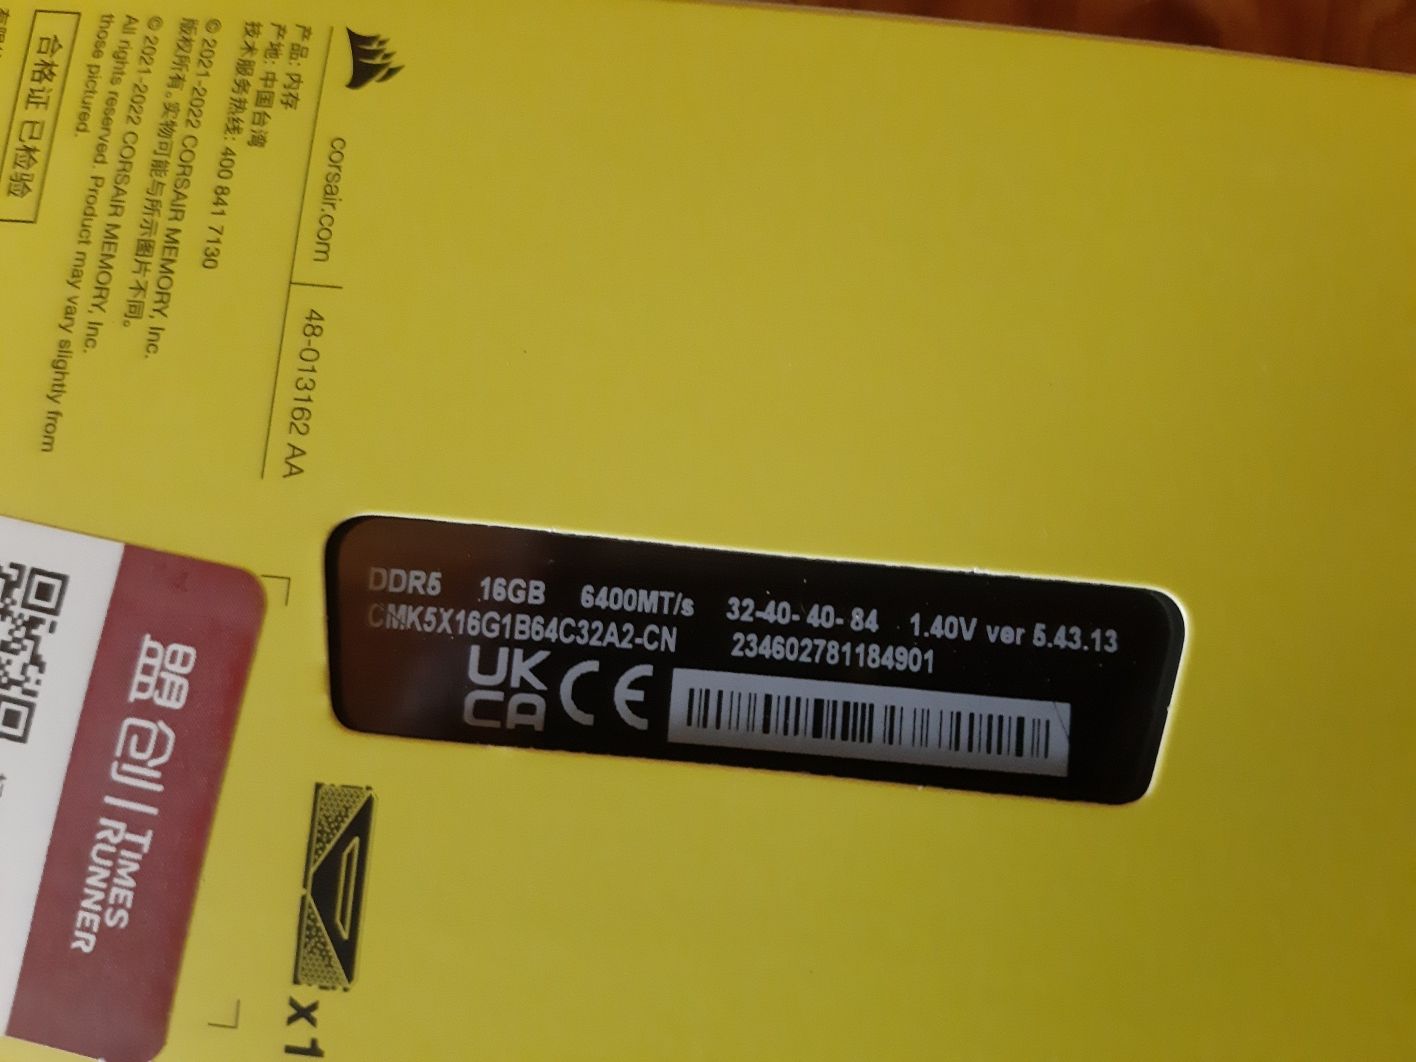 corsair.com
48-013162 AA
产品: 内存
产地: 中国台湾
技术服务热线: 400 841 7130
© 2021-2022 CORSAIR MEMORY, Inc.
版权所有。实物可能与所示图片不同。
© 2021-2022 CORSAIR MEMORY, Inc.
All rights reserved. Product may vary slightly from
those pictured.
合格证 已检验
DDR5 16GB 6400MT/s 32-40-40-84 1.40V ver 5.43.13
CMK5X16G1B64C32A2-CN 234602781184901
UK
CA CE
盟创 TIMES
RUNNER
x 1